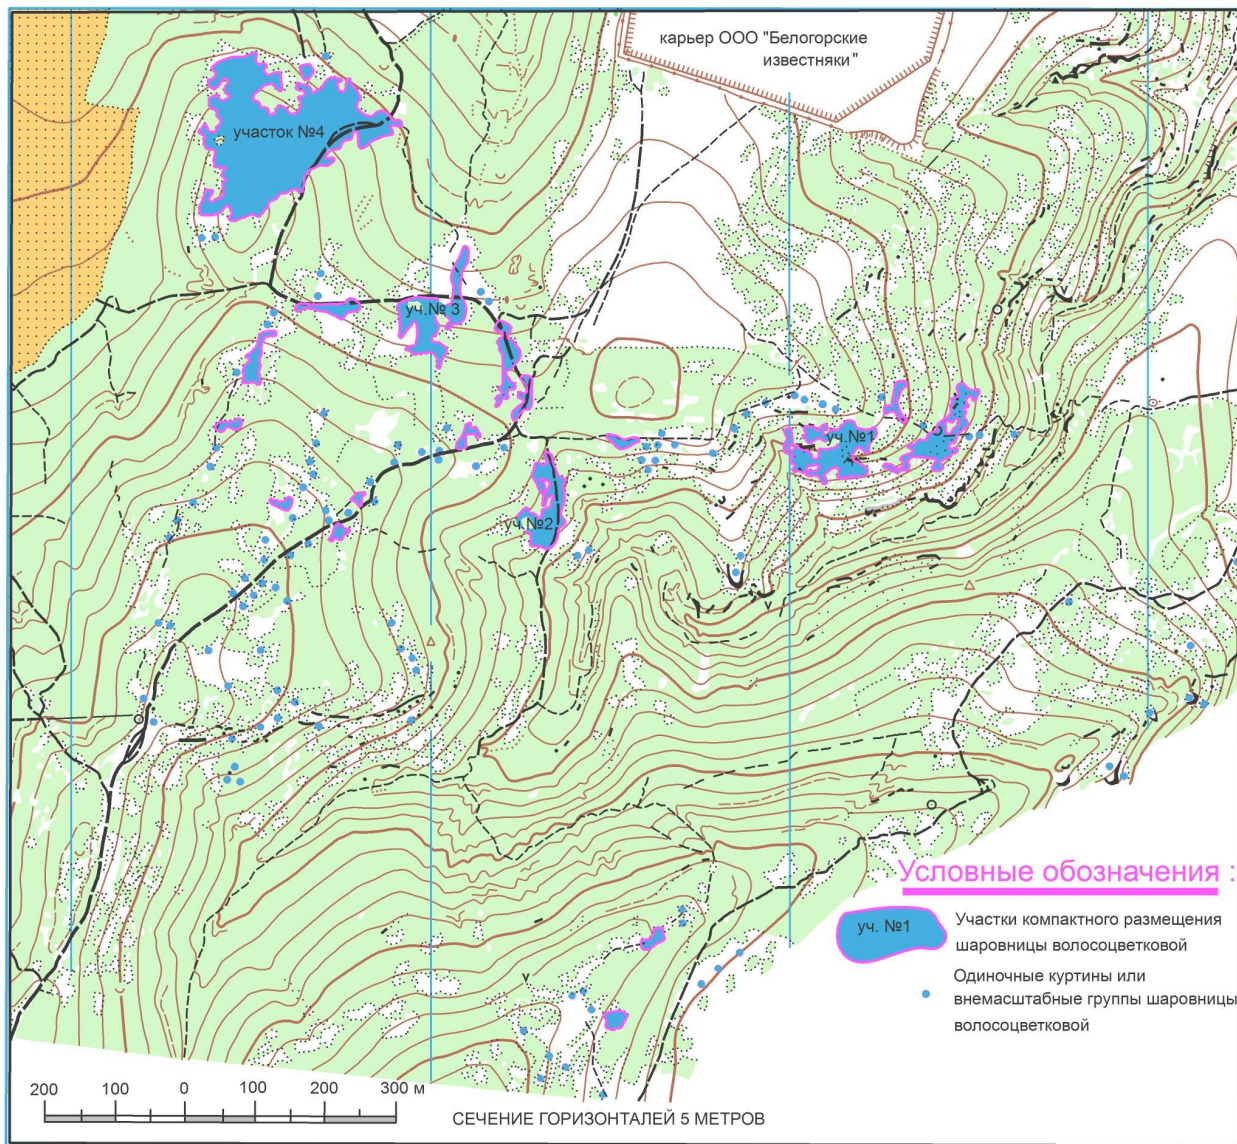 карьер ООО "Белогорские
известняки"
участок №4
уч.№ 3
уч.№1
уч.№2
Условные обозначения :
уч. №1
Участки компактного размещения
шаровницы волосоцветковой
Одиночные куртины или
внемасштабные группы шаровницы
волосоцветковой
200 100 0 100 200 300 м
СЕЧЕНИЕ ГОРИЗОНТАЛЕЙ 5 МЕТРОВ